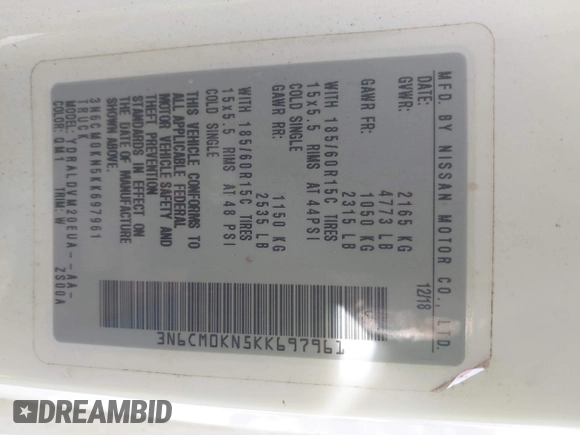 MFD. BY NISSAN MOTOR CO., LTD.
DATE: 12/18
GVWR: 2165 KG
4773 LB
GAWR FR: 1050 KG
2315 LB
WITH 185/60R15C TIRES
15x5.5 RIMS AT 44PSI
COLD SINGLE
GAWR RR: 1150 KG
2535 LB
WITH 185/60R15C TIRES
15x5.5 RIMS AT 48 PSI
COLD SINGLE
THIS VEHICLE CONFORMS TO
ALL APPLICABLE FEDERAL
MOTOR VEHICLE SAFETY AND
THEFT PREVENTION
STANDARDS IN EFFECT ON
THE DATE OF MANUFACTURE
SHOWN ABOVE.
3N6CM0KN5KK697961
TRUCK
MODEL: YDRALDVM20EUA--AA-
COLOR: QM1 TRIM: W 2S00A
3N6CM0KN5KK697961
DREAMBID